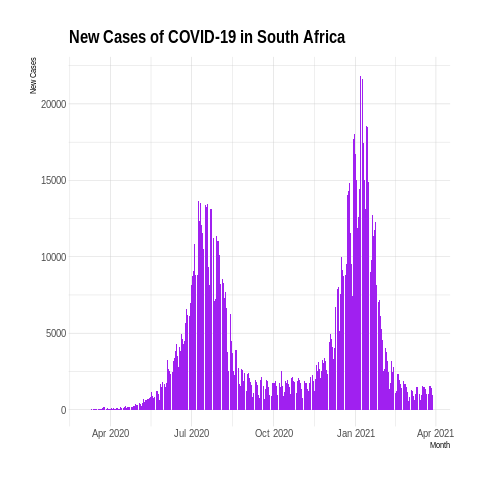 New Cases of COVID-19 in South Africa
New Cases
20000
15000
10000
5000
0
Apr 2020 Jul 2020 Oct 2020 Jan 2021 Apr 2021
Month